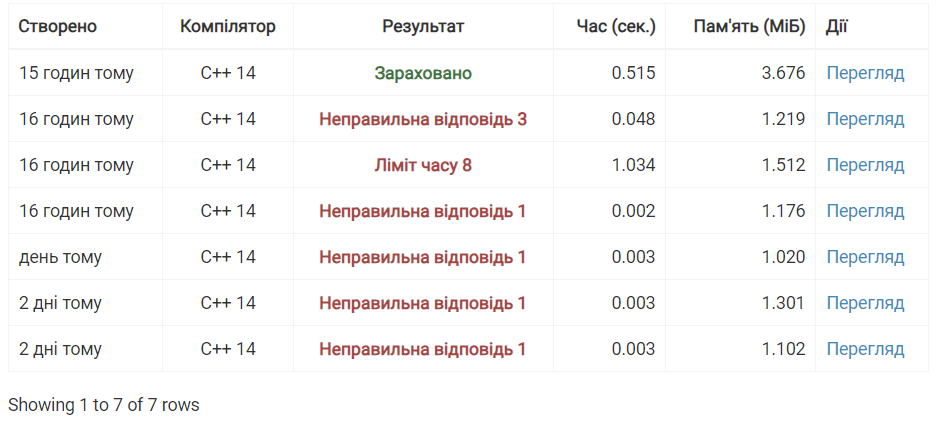 Створено Компілятор Результат Час (сек.) Пам'ять (МіБ) Дії
15 годин тому C++ 14 Зараховано 0.515 3.676 Перегляд
16 годин тому C++ 14 Неправильна відповідь 3 0.048 1.219 Перегляд
16 годин тому C++ 14 Ліміт часу 8 1.034 1.512 Перегляд
16 годин тому C++ 14 Неправильна відповідь 1 0.002 1.176 Перегляд
день тому C++ 14 Неправильна відповідь 1 0.003 1.020 Перегляд
2 дні тому C++ 14 Неправильна відповідь 1 0.003 1.301 Перегляд
2 дні тому C++ 14 Неправильна відповідь 1 0.003 1.102 Перегляд
Showing 1 to 7 of 7 rows